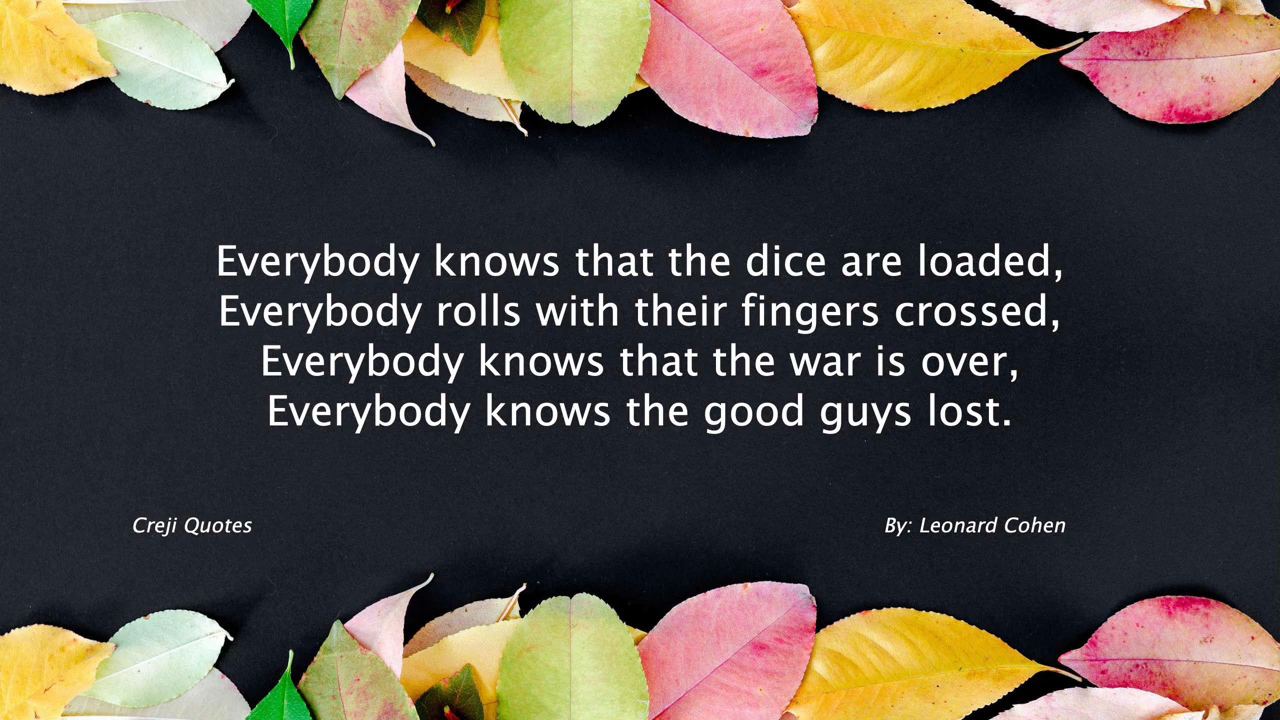 Everybody knows that the dice are loaded,
Everybody rolls with their fingers crossed,
Everybody knows that the war is over,
Everybody knows the good guys lost.
Creji Quotes
By: Leonard Cohen